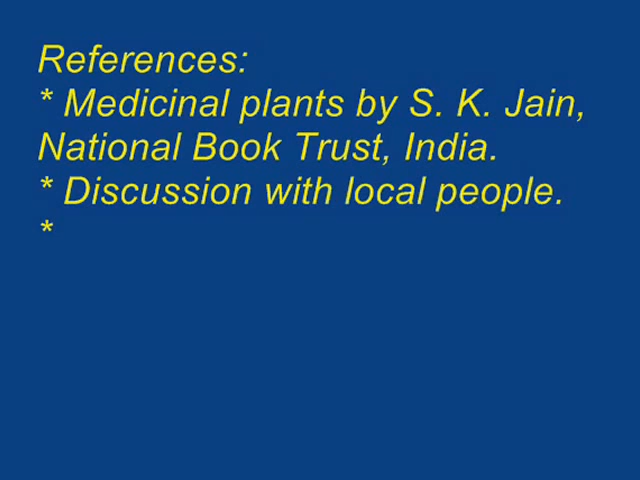 References:
* Medicinal plants by S. K. Jain,
National Book Trust, India.
* Discussion with local people.
*